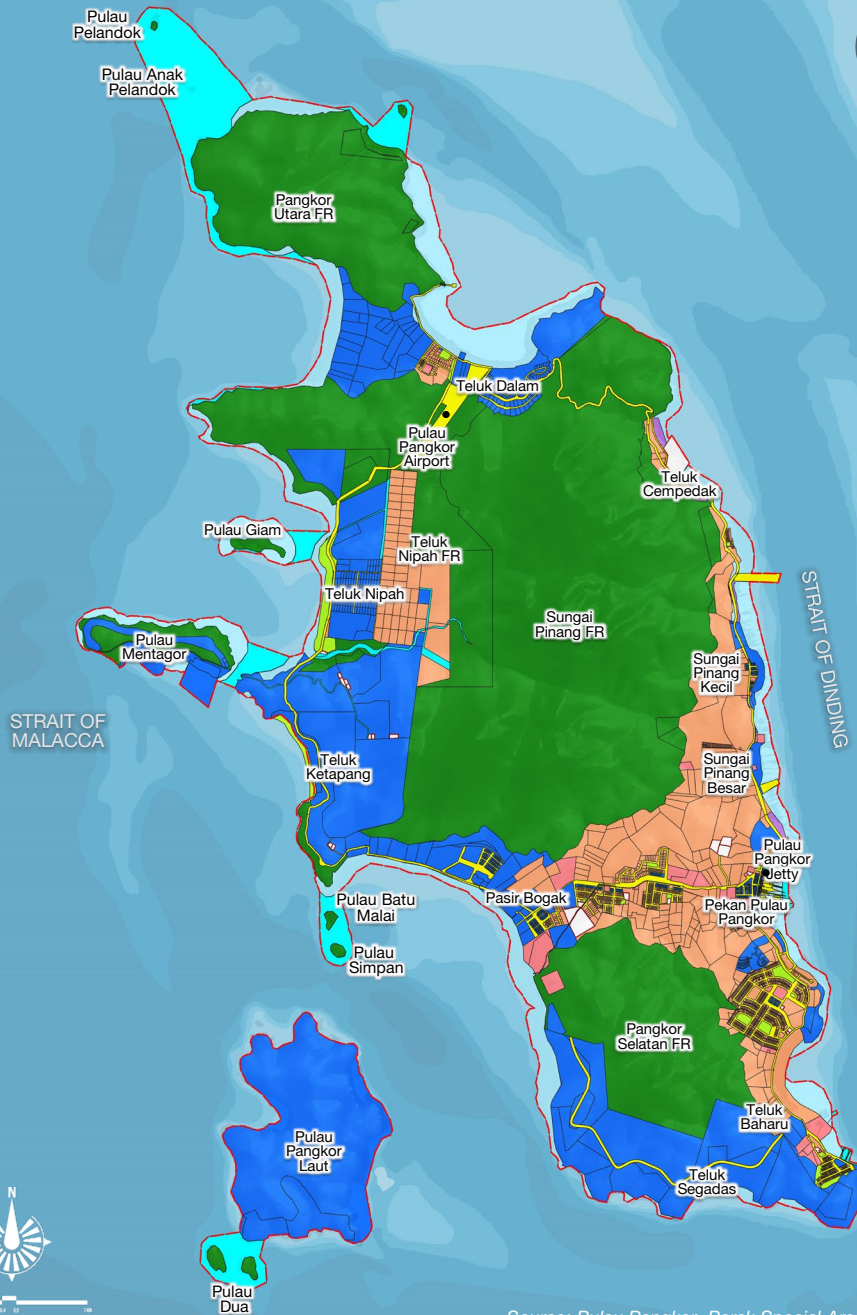 Pulau
Pelandok
Pulau Anak
Pelandok
Pangkor
Utara FR
Teluk Dalam
Pulau
Pangkor
Airport
Teluk
Cempedak
Pulau Giam
Teluk
Nipah FR
Teluk Nipah
Sungai
Pinang FR
STRAIT OF DINDING
Pulau
Mentagor
Sungai
Pinang
Kecil
STRAIT OF
MALACCA
Teluk
Ketapang
Sungai
Pinang
Besar
Pulau
Pangkor
Jetty
Pasir Bogak
Pekan Pulau
Pangkor
Pulau Batu
Malai
Pulau
Simpan
Pangkor
Selatan FR
Teluk
Baharu
Pulau
Pangkor
Laut
Teluk
Segadas
N
Pulau
Dua